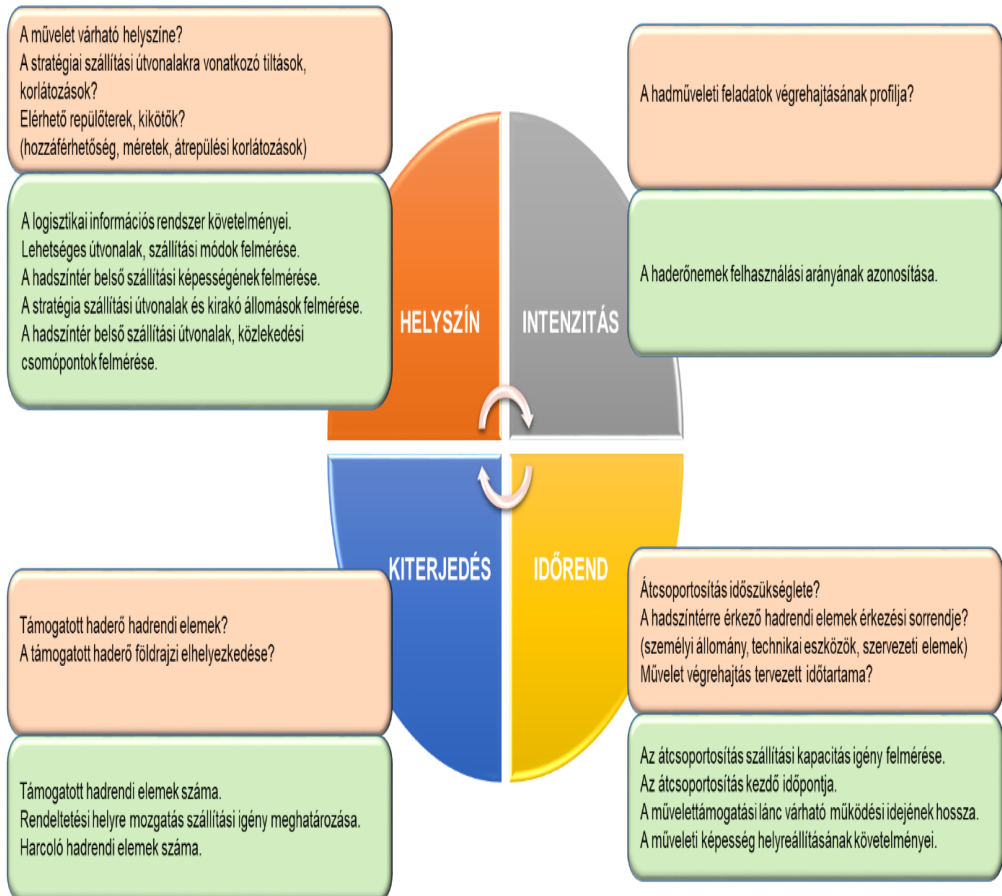 A művelet várható helyszíne?
A stratégiai szállítási útvonalakra vonatkozó tiltások,
korlátozások?
Elérhető repülőterek, kikötők?
(hozzáférhetőség, méretek, átrepülési korlátozások)
A logisztikai információs rendszer követelményei.
Lehetséges útvonalak, szállítási módok felmérése.
A hadszíntér belső szállítási képességének felmérése.
A stratégia szállítási útvonalak és kirakó állomások felmérése.
A hadszíntér belső szállítási útvonalak, közlekedési
csomópontok felmérése.
A hadműveleti feladatok végrehajtásának profilja?
A haderőnemek felhasználási arányának azonosítása.
HELYSZÍN
INTENZITÁS
KITERJEDÉS
IDŐREND
Támogatott haderő hadrendi elemek?
A támogatott haderő földrajzi elhelyezkedése?
Támogatott hadrendi elemek száma.
Rendeltetési helyre mozgatás szállítási igény meghatározása.
Harcoló hadrendi elemek száma.
Átcsoportosítás időszükséglete?
A hadszíntérre érkező hadrendi elemek érkezési sorrendje?
(személyi állomány, technikai eszközök, szervezeti elemek)
Művelet végrehajtás tervezett időtartama?
Az átcsoportosítás szállítási kapacitás igény felmérése.
Az átcsoportosítás kezdő időpontja.
A művelettámogatási lánc várható működési idejének hossza.
A műveleti képesség helyreállításának követelményei.